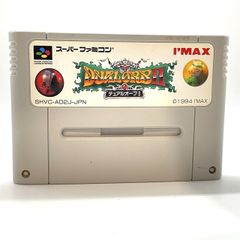 スーパーファミコン
I'MAX
DUAL ORB II
デュアルオーブII
SHVC-AD2J-JPN
©1994 I'MAX